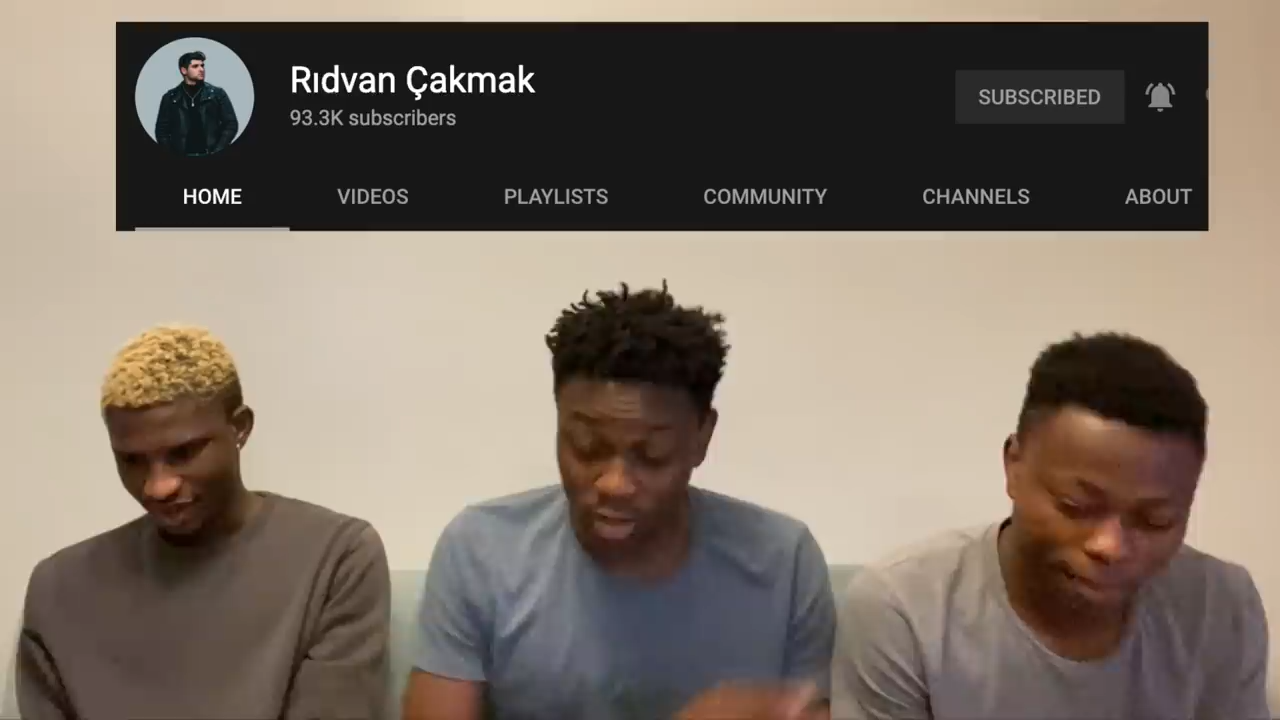 Rıdvan Çakmak
93.3K subscribers
SUBSCRIBED
HOME VIDEOS PLAYLISTS COMMUNITY CHANNELS ABOUT